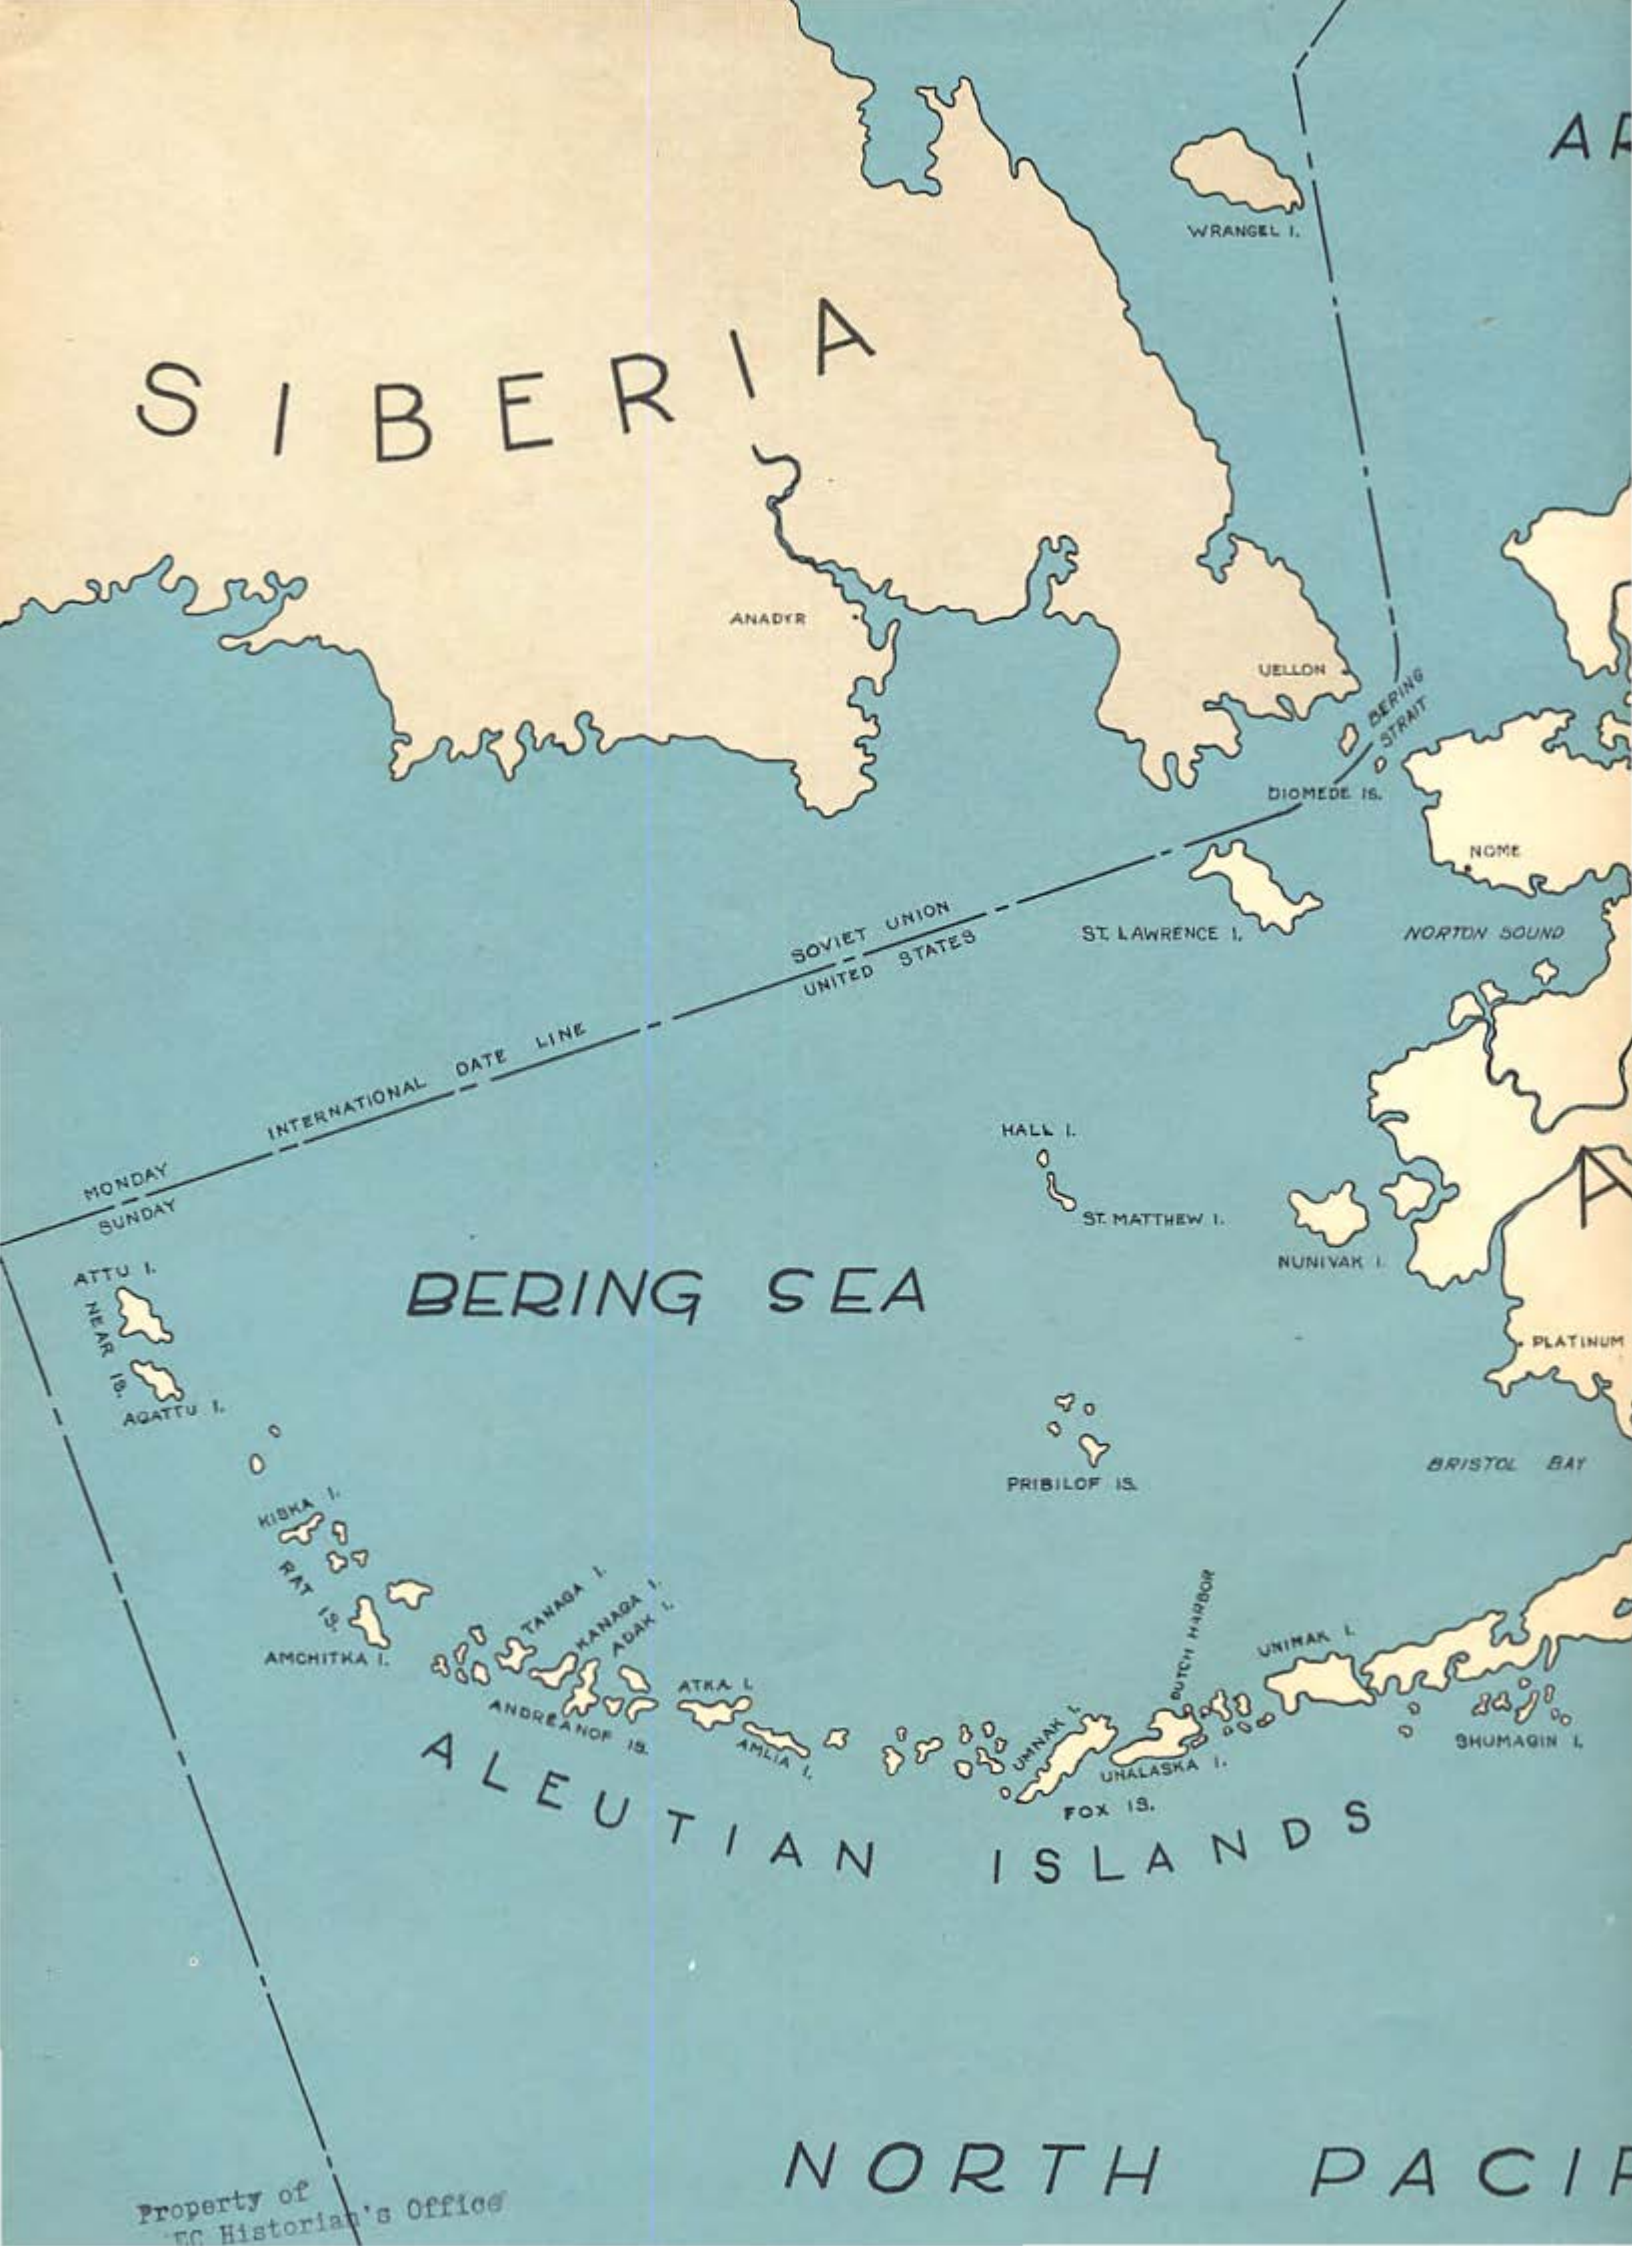 AR
WRANGEL I.
SIBERIA
ANADYR
UELLON
BERING
STRAIT
DIOMEDE IS.
NOME
SOVIET UNION
UNITED STATES
ST. LAWRENCE I.
NORTON SOUND
INTERNATIONAL DATE LINE
HALL I.
MONDAY
SUNDAY
ST. MATTHEW I.
A
NUNIVAK I.
ATTU I.
NEAR IS.
BERING SEA
PLATINUM
AGATTU I.
PRIBILOF IS.
BRISTOL BAY
KISKA I.
RAT IS.
TANAGA I.
KANAGA I.
ADAK I.
DUTCH HARBOR
UNIMAK I.
AMCHITKA I.
ANDREANOF IS.
ATKA I.
AMLIA I.
UMNAK I.
UNALASKA I.
SHUMAGIN I.
FOX IS.
ALEUTIAN ISLANDS
NORTH PACIF
Property of
EC Historian's Office